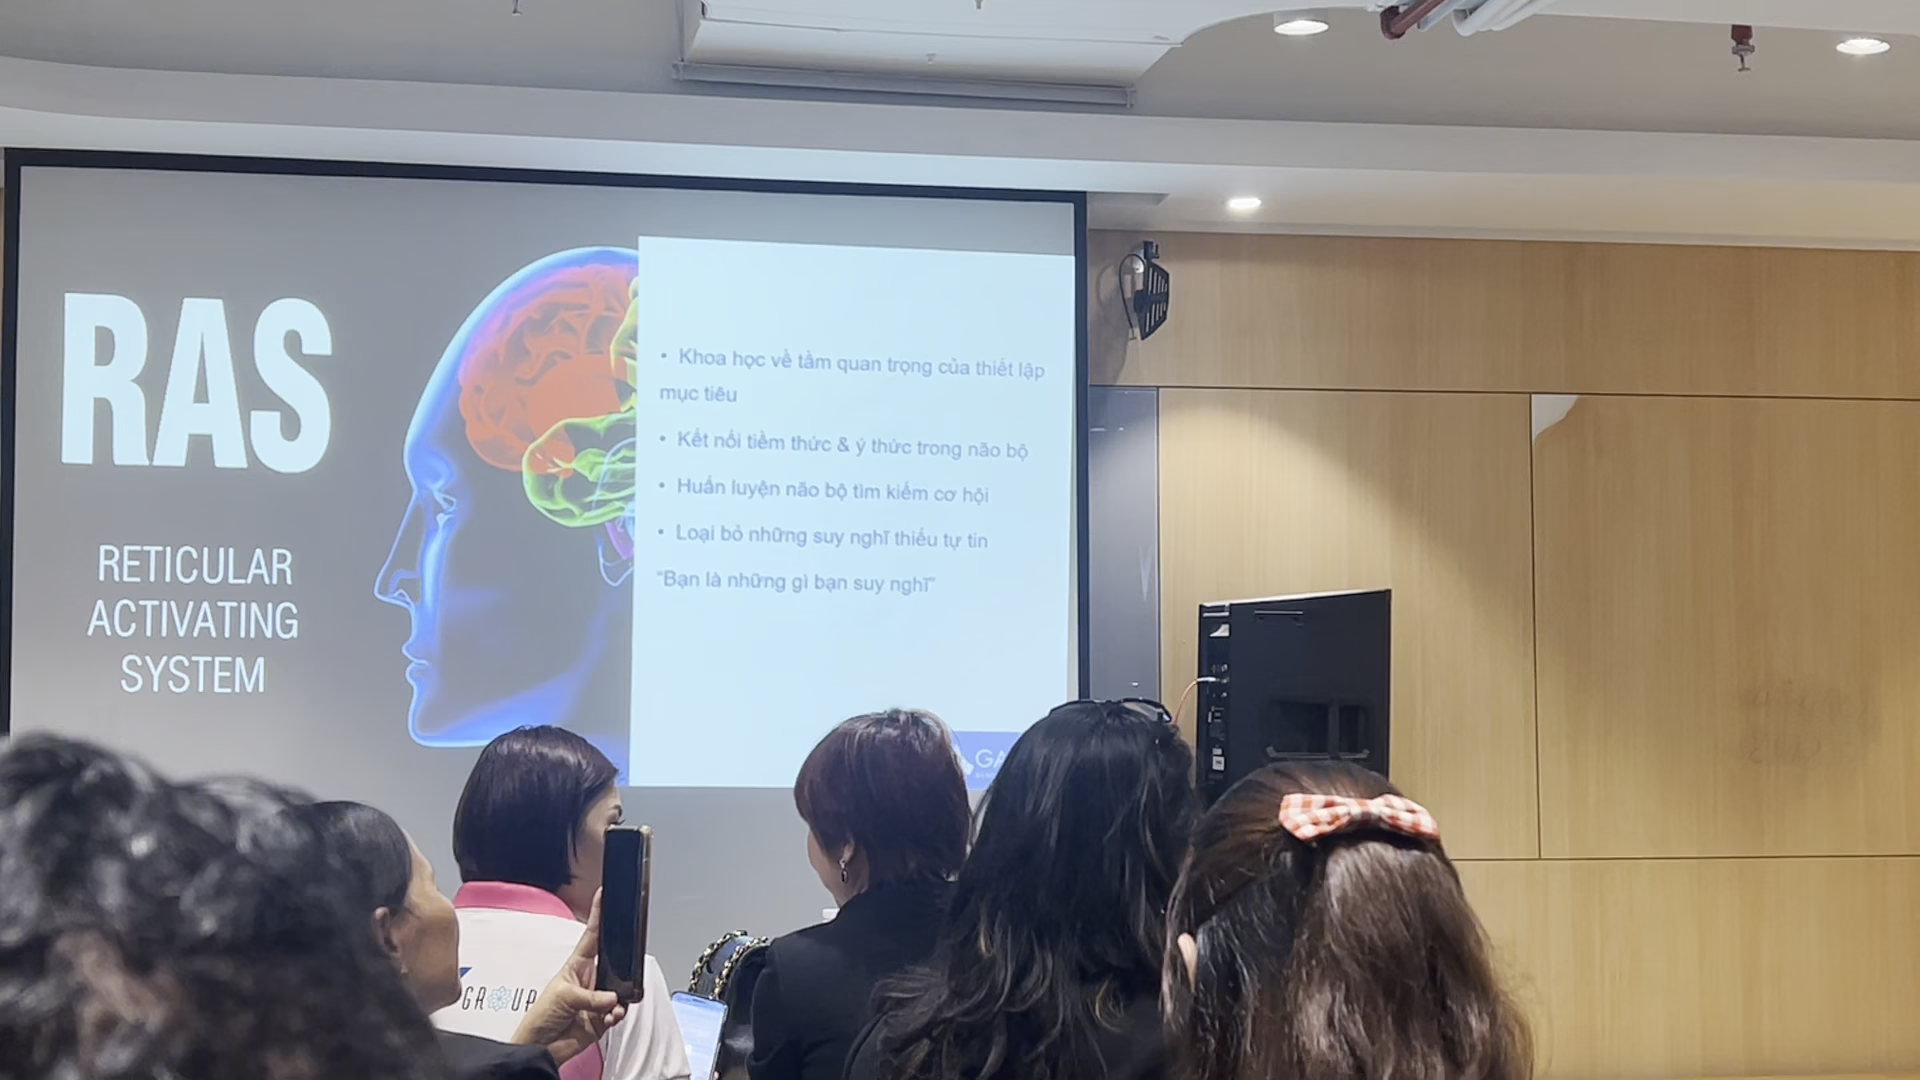 RAS
RETICULAR
ACTIVATING
SYSTEM
• Khoa học về tầm quan trọng của thiết lập
mục tiêu
• Kết nối tiềm thức & ý thức trong não bộ
• Huấn luyện não bộ tìm kiếm cơ hội
• Loại bỏ những suy nghĩ thiếu tự tin
“Bạn là những gì bạn suy nghĩ”
GROUP